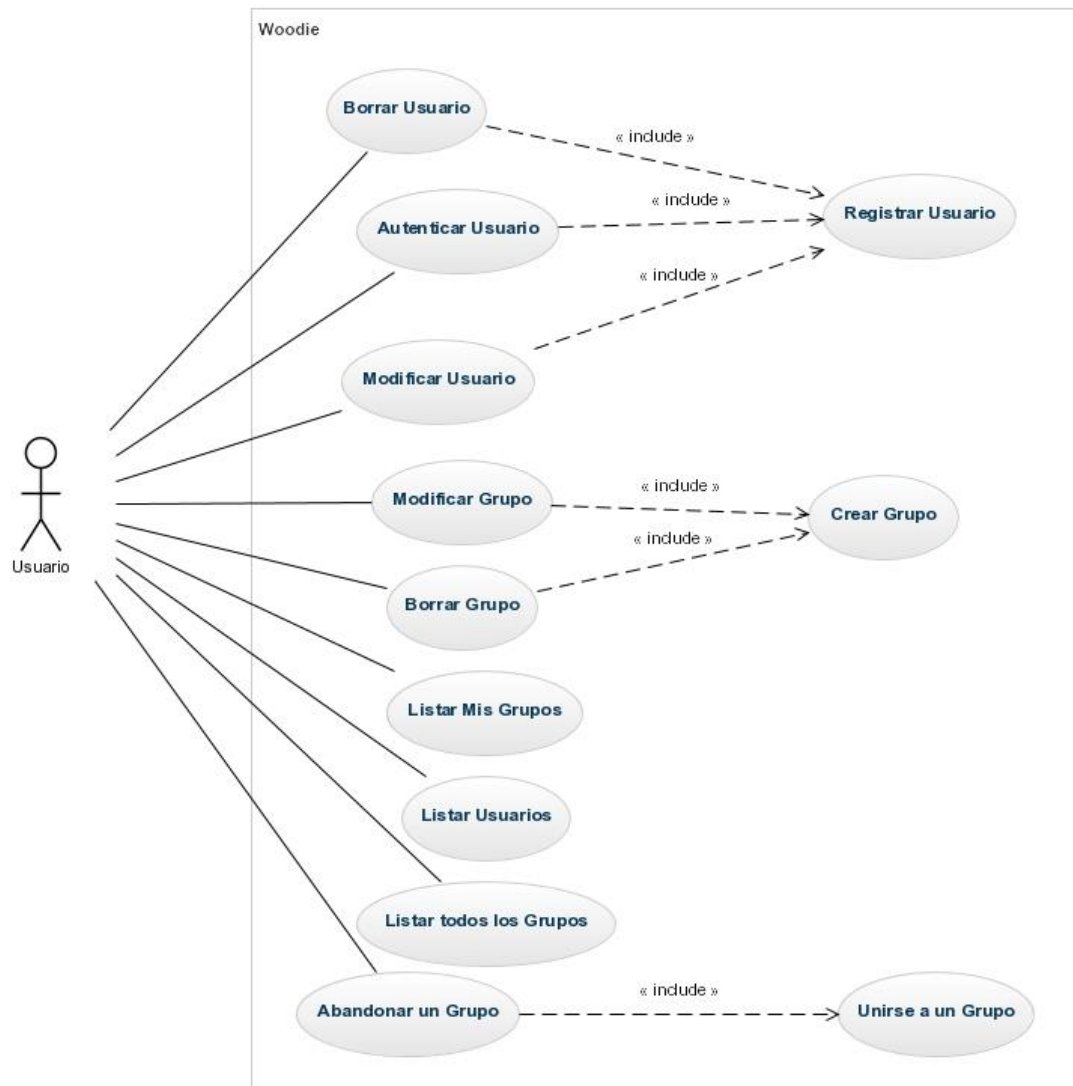 Woodie
Borrar Usuario
« include »
Registrar Usuario
Autenticar Usuario
« include »
« include »
Modificar Usuario
Usuario
Modificar Grupo
« include »
Crear Grupo
« include »
Borrar Grupo
Listar Mis Grupos
Listar Usuarios
Listar todos los Grupos
Abandonar un Grupo
« include »
Unirse a un Grupo